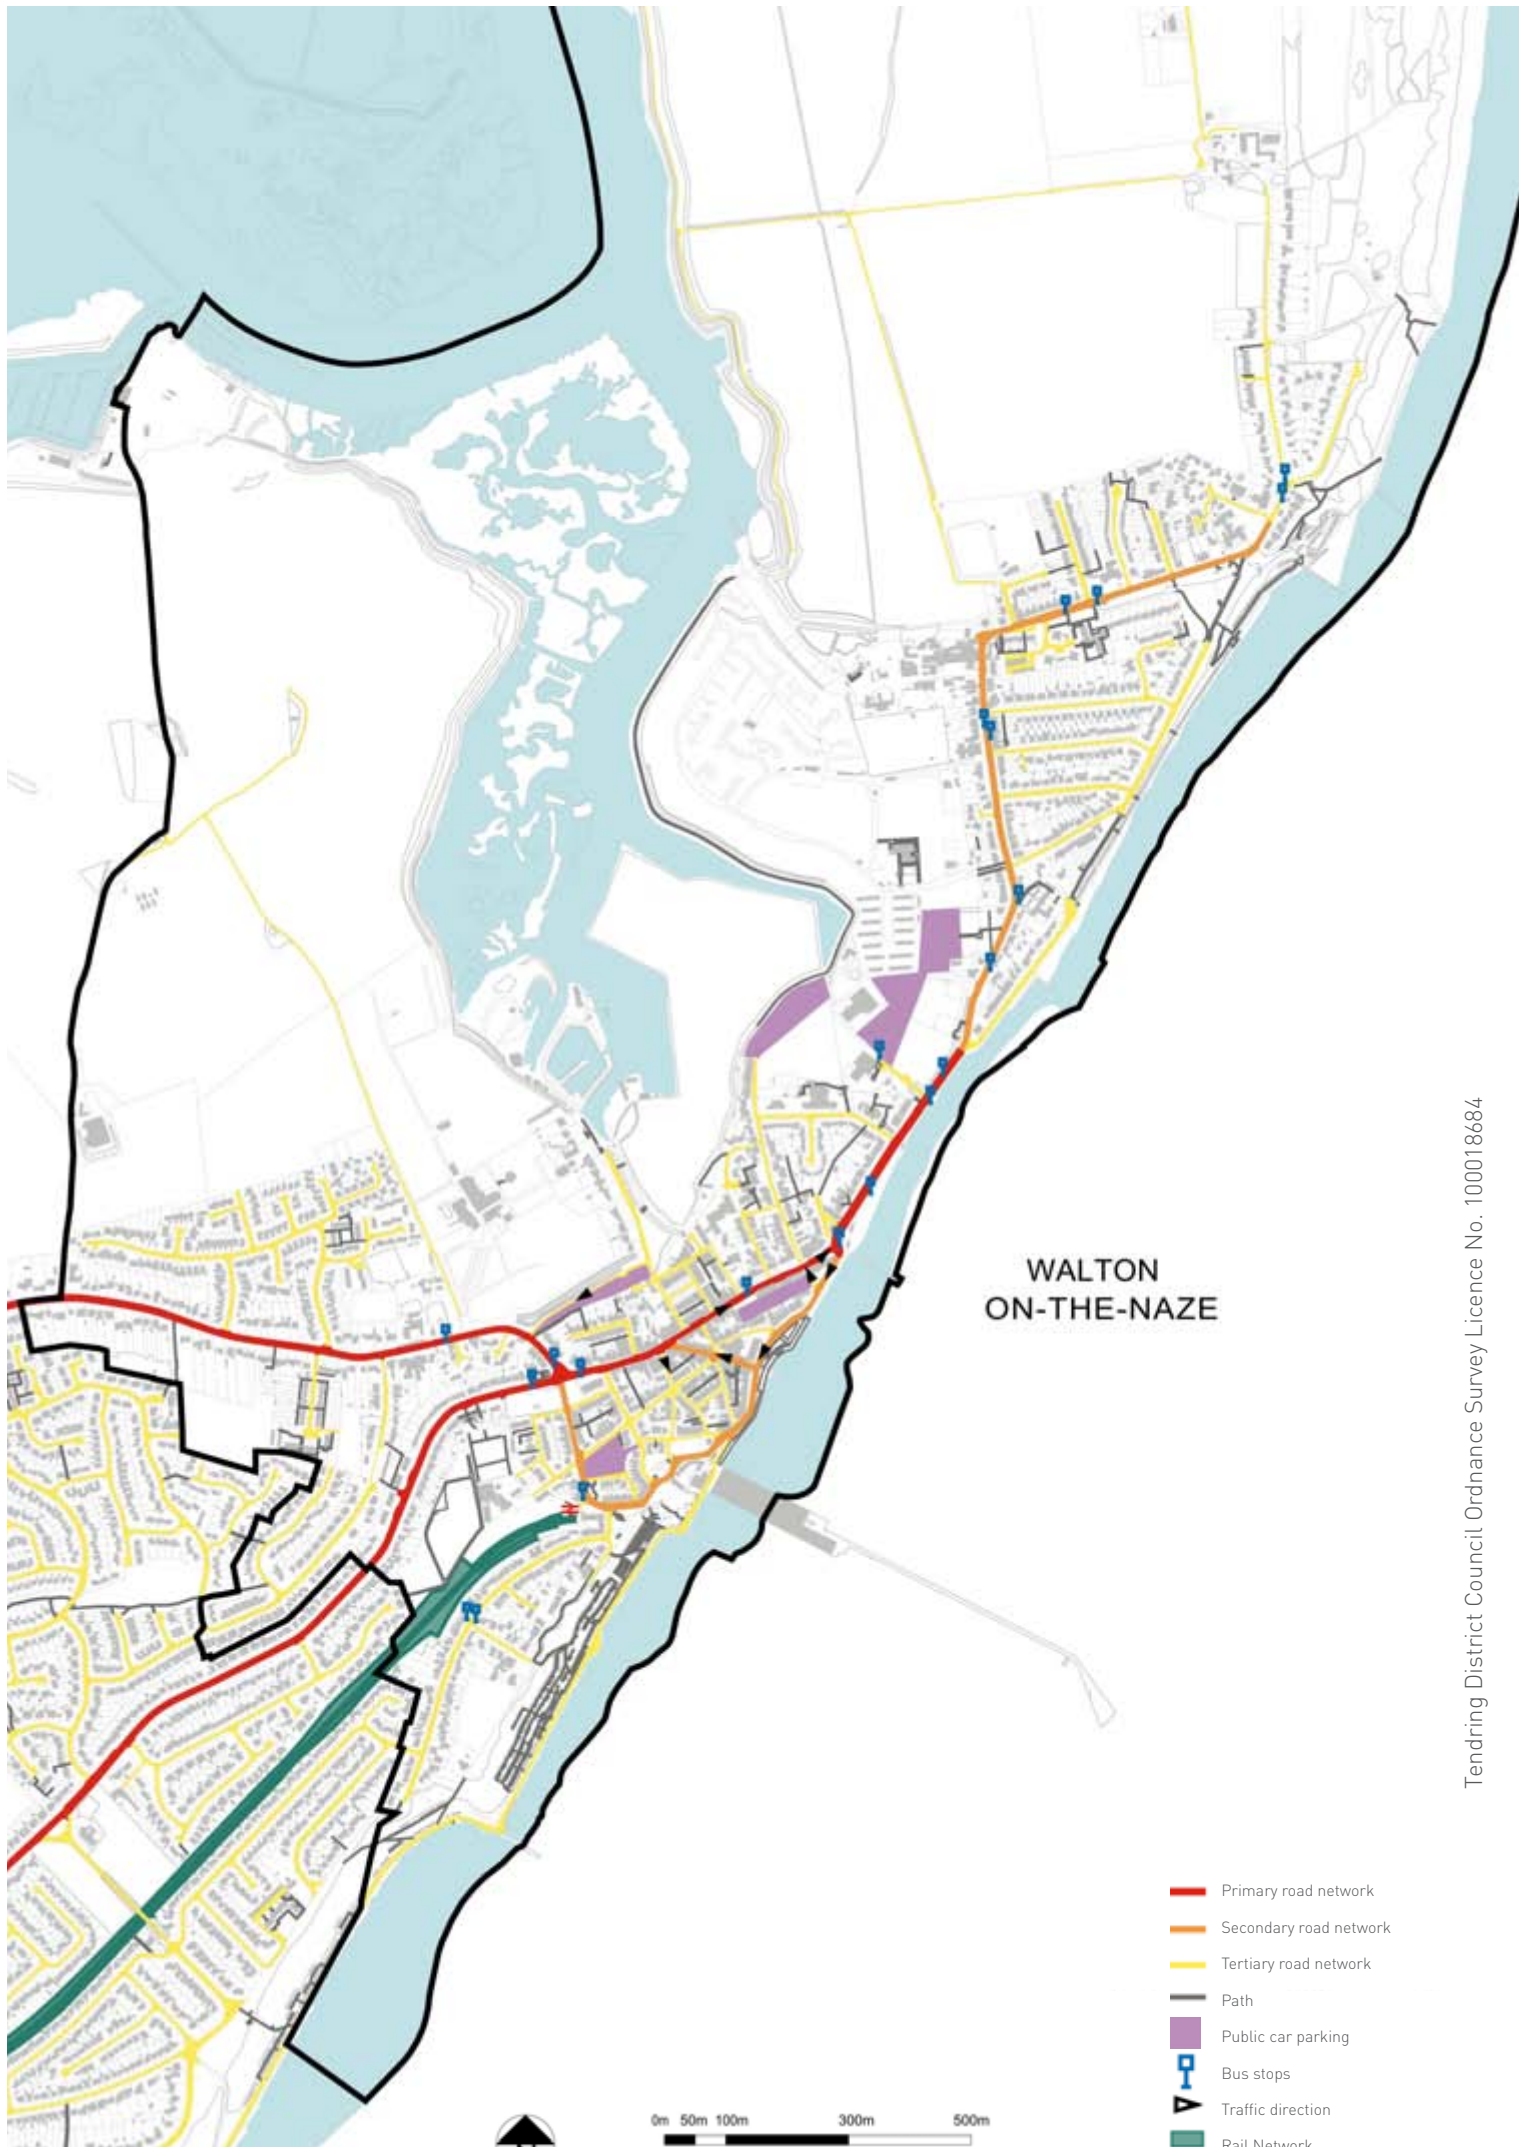 WALTON
ON-THE-NAZE
Tendring District Council Ordnance Survey Licence No. 100018684
Primary road network
Secondary road network
Tertiary road network
Path
Public car parking
Bus stops
Traffic direction
Rail Network
0m 50m 100m 300m 500m